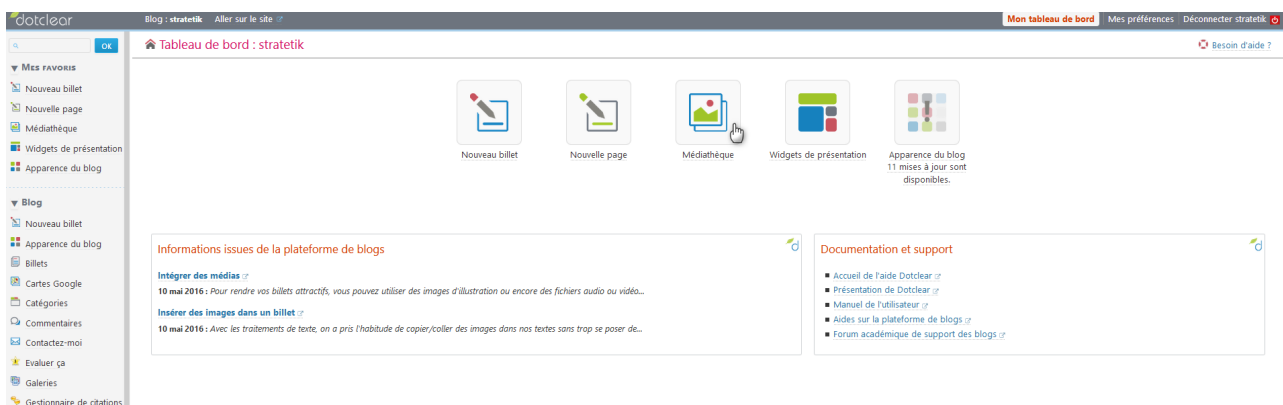 dotclear
Blog : stratetik Aller sur le site
Mon tableau de bord Mes préférences Déconnecter stratetik
OK
Tableau de bord : stratetik
Besoin d'aide ?
Mes favoris
Nouveau billet
Nouvelle page
Médiathèque
Widgets de présentation
Apparence du blog
Blog
Nouveau billet
Apparence du blog
Billets
Cartes Google
Catégories
Commentaires
Contactez-moi
Evaluer ça
Galeries
Gestionnaire de citations
Nouveau billet
Nouvelle page
Médiathèque
Widgets de présentation
Apparence du blog
11 mises à jour sont
disponibles.
Informations issues de la plateforme de blogs
Intégrer des médias
10 mai 2016 : Pour rendre vos billets attractifs, vous pouvez utiliser des images d'illustration ou encore des fichiers audio ou vidéo...
Insérer des images dans un billet
10 mai 2016 : Avec les traitements de texte, on a pris l'habitude de copier/coller des images dans nos textes sans trop se poser de...
Documentation et support
Accueil de l'aide Dotclear
Présentation de Dotclear
Manuel de l'utilisateur
Aides sur la plateforme de blogs
Forum académique de support des blogs